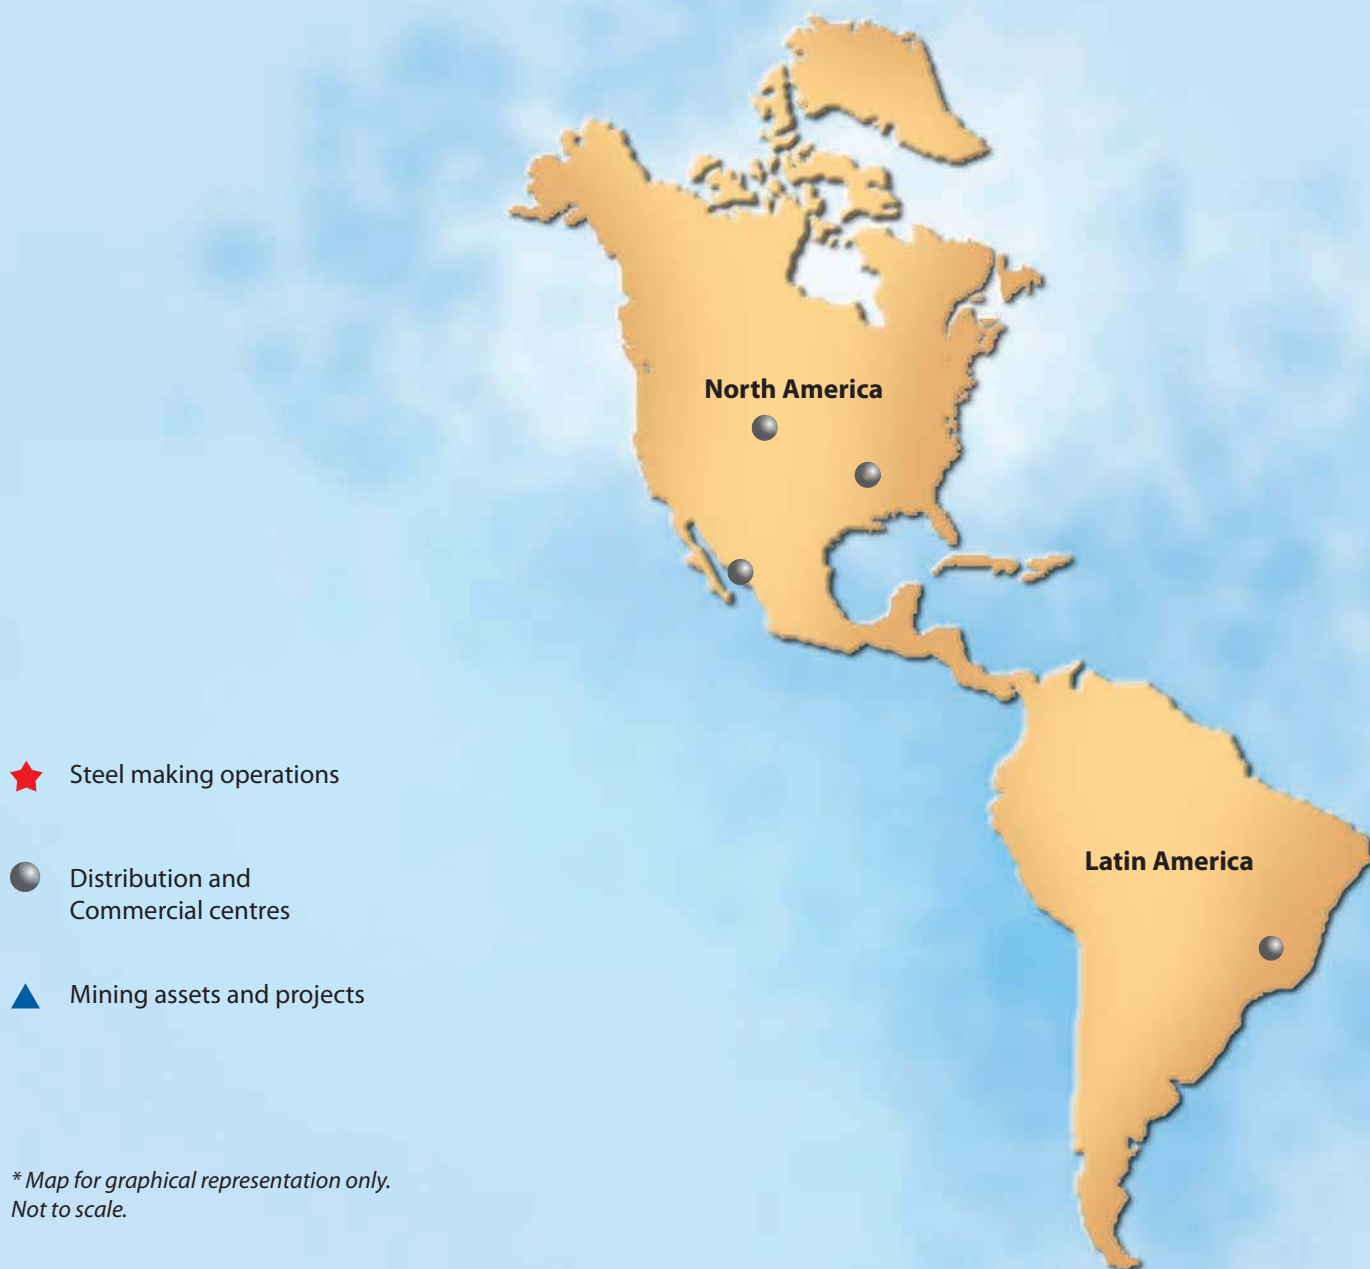 North America
Steel making operations
Latin America
Distribution and
Commercial centres
Mining assets and projects
* Map for graphical representation only.
Not to scale.